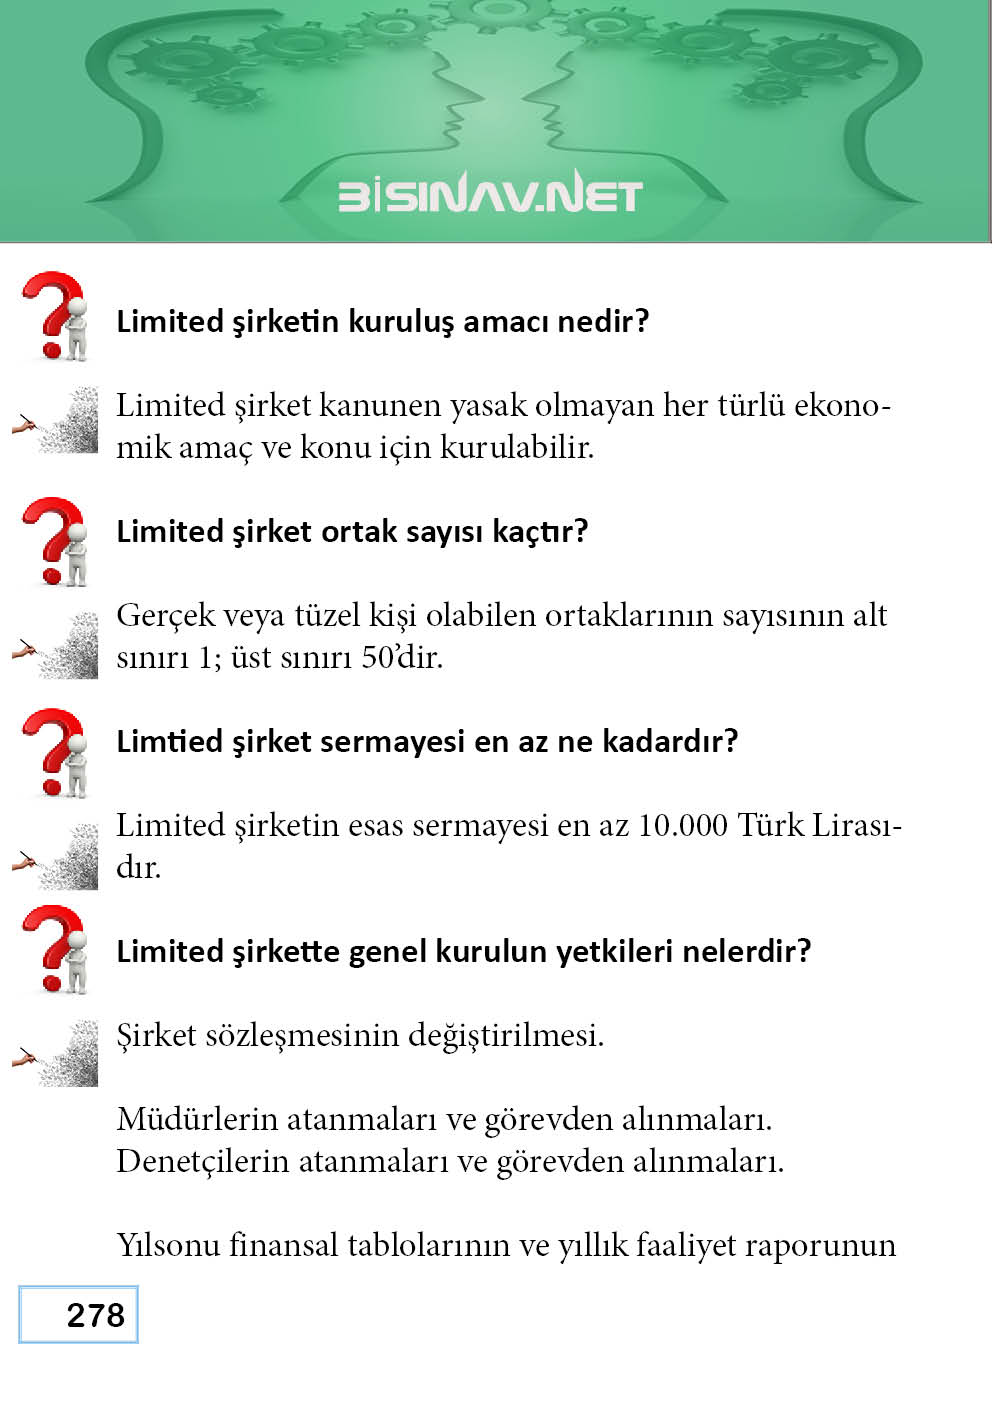 BİSINAV.NET
Limited şirketin kuruluş amacı nedir?
Limited şirket kanunen yasak olmayan her türlü ekono-
mik amaç ve konu için kurulabilir.
Limited şirket ortak sayısı kaçtır?
Gerçek veya tüzel kişi olabilen ortaklarının sayısının alt
sınırı 1; üst sınırı 50’dir.
Limtied şirket sermayesi en az ne kadardır?
Limited şirketin esas sermayesi en az 10.000 Türk Lirası-
dır.
Limited şirkette genel kurulun yetkileri nelerdir?
Şirket sözleşmesinin değiştirilmesi.
Müdürlerin atanmaları ve görevden alınmaları.
Denetçilerin atanmaları ve görevden alınmaları.
Yılsonu finansal tablolarının ve yıllık faaliyet raporunun
278